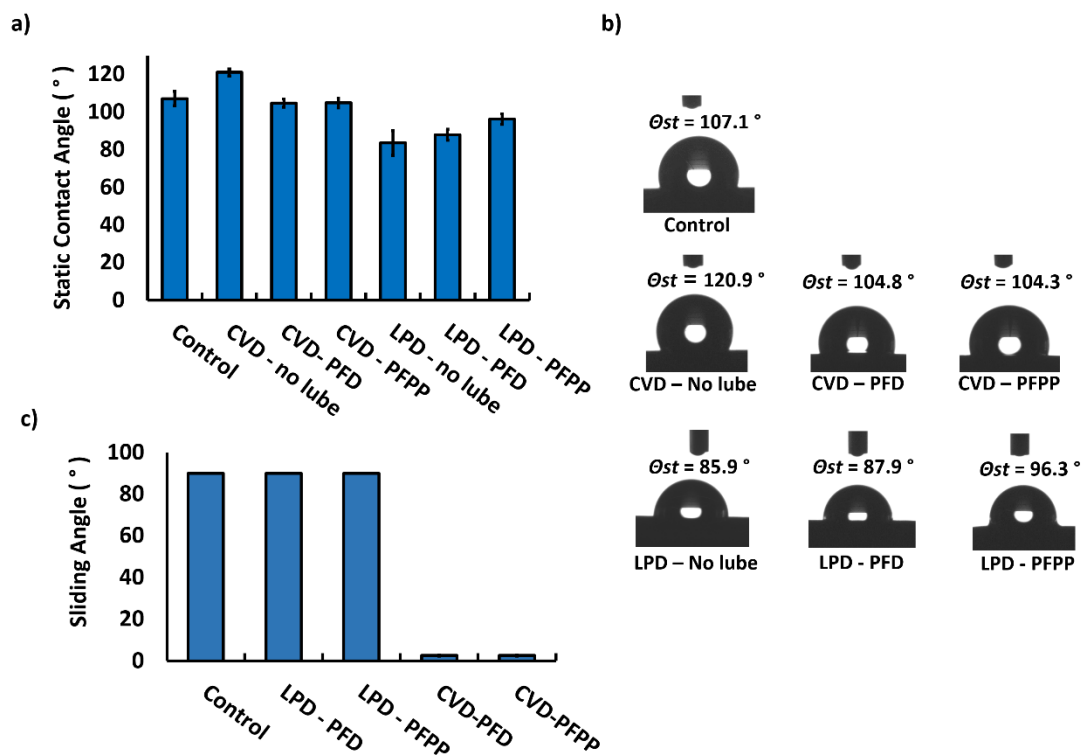 a)
Static Contact Angle ( ° )
120
100
80
60
40
20
0
Control
CVD - no lube
CVD- PFD
CVD - PFPP
LPD - no lube
LPD - PFD
LPD - PFPP
b)
Θst = 107.1 °
Control
Θst = 120.9 °
Θst = 104.8 °
Θst = 104.3 °
CVD – No lube
CVD – PFD
CVD – PFPP
Θst = 85.9 °
Θst = 87.9 °
Θst = 96.3 °
LPD – No lube
LPD - PFD
LPD - PFPP
c)
Sliding Angle ( ° )
100
80
60
40
20
0
Control
LPD - PFD
LPD - PFPP
CVD-PFD
CVD-PFPP